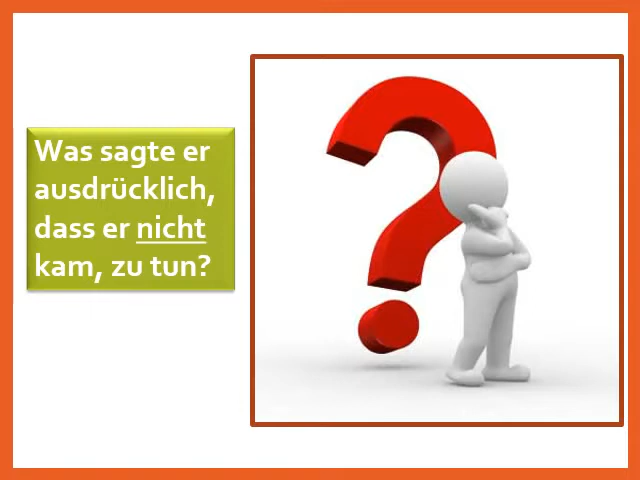 Was sagte er
ausdrücklich,
dass er nicht
kam, zu tun?